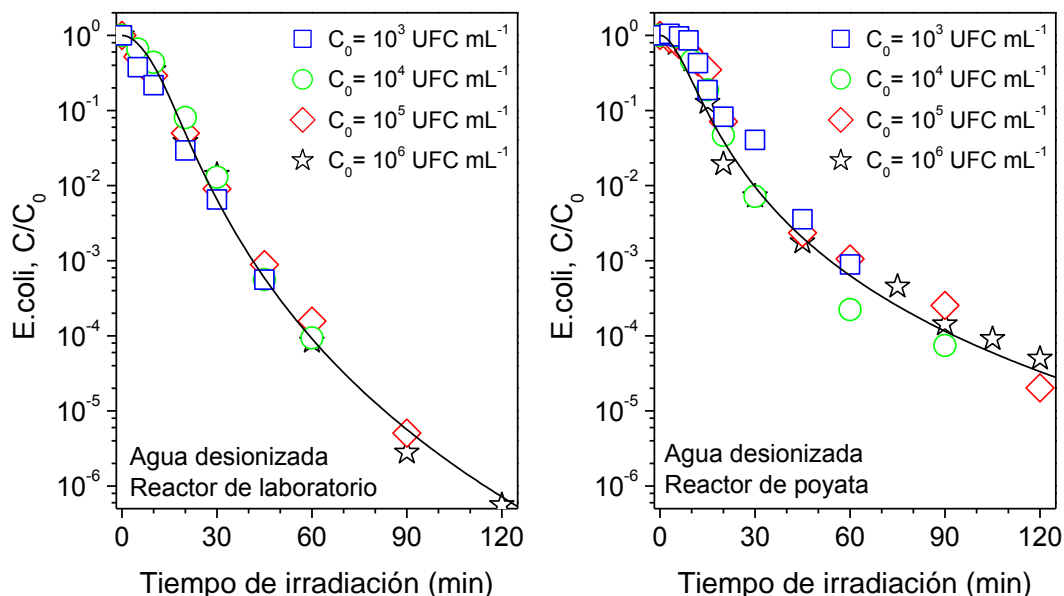 E.coli, C/C₀
10⁰
10⁻¹
10⁻²
10⁻³
10⁻⁴
10⁻⁵
10⁻⁶
C₀= 10³ UFC mL⁻¹
C₀= 10⁴ UFC mL⁻¹
C₀= 10⁵ UFC mL⁻¹
C₀= 10⁶ UFC mL⁻¹
Agua desionizada
Reactor de laboratorio
0 30 60 90 120
Tiempo de irradiación (min)
E.coli, C/C₀
10⁰
10⁻¹
10⁻²
10⁻³
10⁻⁴
10⁻⁵
10⁻⁶
C₀= 10³ UFC mL⁻¹
C₀= 10⁴ UFC mL⁻¹
C₀= 10⁵ UFC mL⁻¹
C₀= 10⁶ UFC mL⁻¹
Agua desionizada
Reactor de poyata
0 30 60 90 120
Tiempo de irradiación (min)